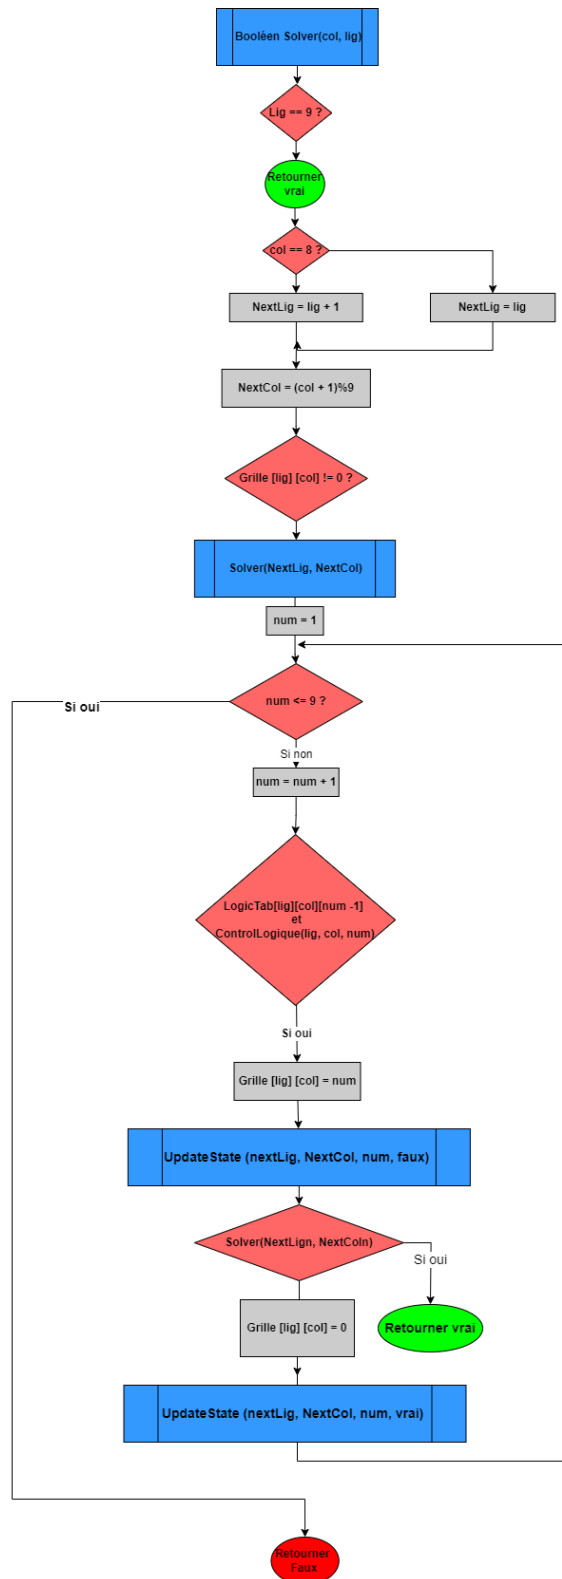 Booléen Solver(col, lig)
Lig == 9 ?
Retourner
vrai
col == 8 ?
NextLig = lig + 1
NextLig = lig
NextCol = (col + 1)%9
Grille [lig] [col] != 0 ?
Solver(NextLig, NextCol)
num = 1
num <= 9 ?
Si oui
Si non
num = num + 1
LogicTab[lig][col][num -1]
et
ControlLogique(lig, col, num)
Si oui
Grille [lig] [col] = num
UpdateState (nextLig, NextCol, num, faux)
Solver(NextLign, NextColn)
Si oui
Grille [lig] [col] = 0
Retourner vrai
UpdateState (nextLig, NextCol, num, vrai)
Retourner
Faux